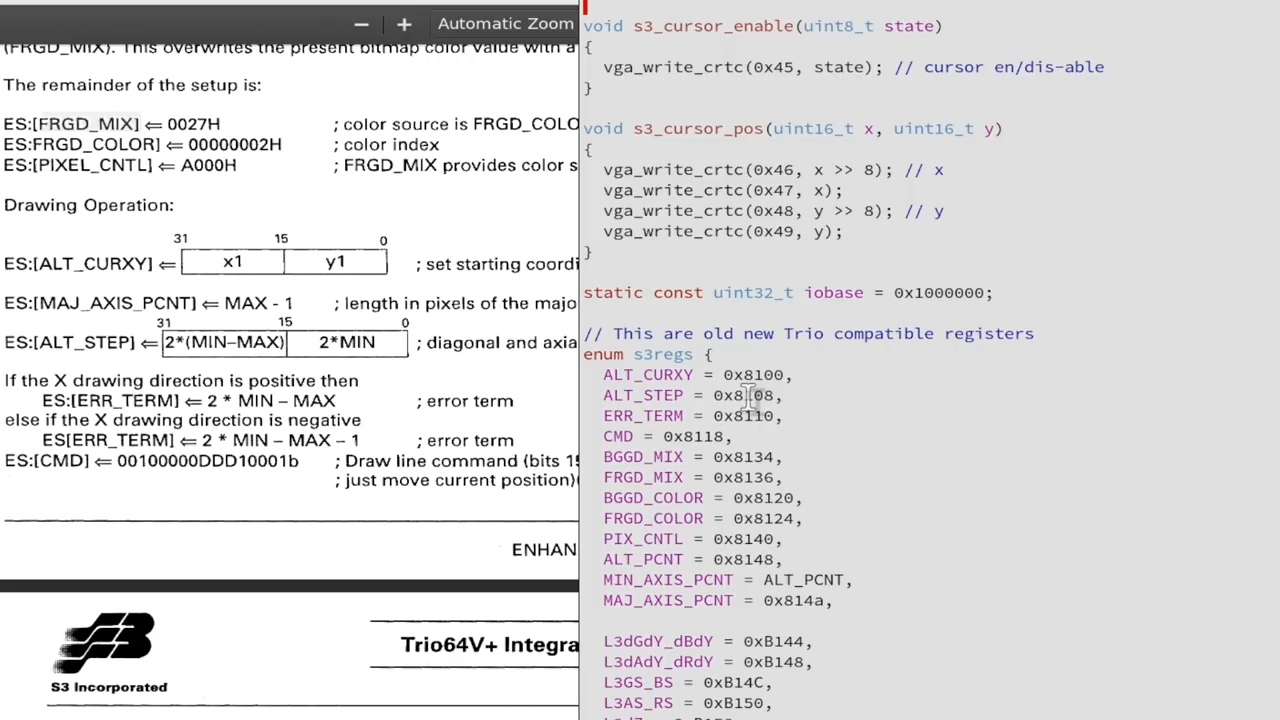 − + Automatic Zoom
(FRGD_MIX). This overwrites the present bitmap color value with a
The remainder of the setup is:
ES:[FRGD_MIX] ⇐ 0027H ; color source is FRGD_COLO
ES:FRGD_COLOR] ⇐ 00000002H ; color index
ES:[PIXEL_CNTL] ⇐ A000H ; FRGD_MIX provides color s
Drawing Operation:
31 15 0
ES:[ALT_CURXY] ⇐ x1 y1 ; set starting coordi
ES:[MAJ_AXIS_PCNT] ⇐ MAX - 1 ; length in pixels of the majo
31 15 0
ES:[ALT_STEP] ⇐ 2*(MIN–MAX) 2*MIN ; diagonal and axia
If the X drawing direction is positive then
ES:[ERR_TERM] ⇐ 2 * MIN – MAX ; error term
else if the X drawing direction is negative
ES[ERR_TERM] ⇐ 2 * MIN – MAX – 1 ; error term
ES:[CMD] ⇐ 00100000DDD10001b ; Draw line command (bits 15
; just move current position)(
ENHAN
S3 Incorporated
Trio64V+ Integra
void s3_cursor_enable(uint8_t state)
{
vga_write_crtc(0x45, state); // cursor en/dis-able
}
void s3_cursor_pos(uint16_t x, uint16_t y)
{
vga_write_crtc(0x46, x >> 8); // x
vga_write_crtc(0x47, x);
vga_write_crtc(0x48, y >> 8); // y
vga_write_crtc(0x49, y);
}
static const uint32_t iobase = 0x1000000;
// This are old new Trio compatible registers
enum s3regs {
ALT_CURXY = 0x8100,
ALT_STEP = 0x8108,
ERR_TERM = 0x8110,
CMD = 0x8118,
BGGD_MIX = 0x8134,
FRGD_MIX = 0x8136,
BGGD_COLOR = 0x8120,
FRGD_COLOR = 0x8124,
PIX_CNTL = 0x8140,
ALT_PCNT = 0x8148,
MIN_AXIS_PCNT = ALT_PCNT,
MAJ_AXIS_PCNT = 0x814a,
L3dGdY_dBdY = 0xB144,
L3dAdY_dRdY = 0xB148,
L3GS_BS = 0xB14C,
L3AS_RS = 0xB150,